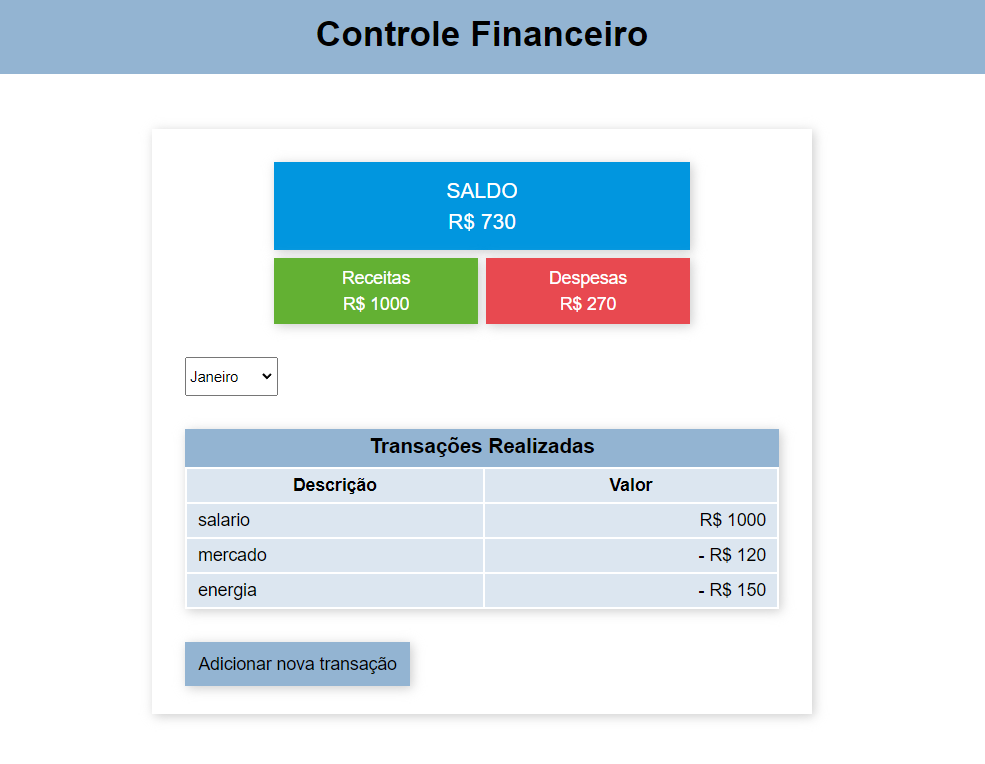 Controle Financeiro
SALDO
R$ 730
Receitas
R$ 1000
Despesas
R$ 270
Janeiro
Transações Realizadas
Descrição Valor
salario R$ 1000
mercado - R$ 120
energia - R$ 150
Adicionar nova transação